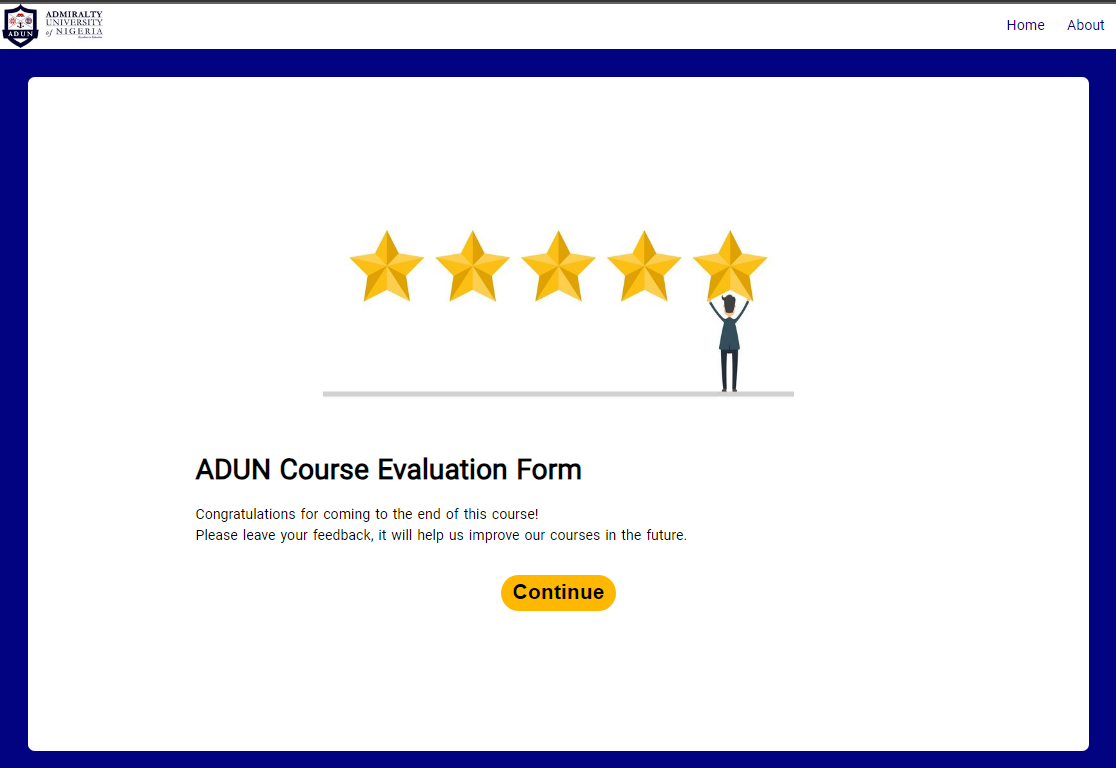 ADUN
ADMIRALTY
UNIVERSITY
of NIGERIA
Home
About
ADUN Course Evaluation Form
Congratulations for coming to the end of this course!
Please leave your feedback, it will help us improve our courses in the future.
Continue